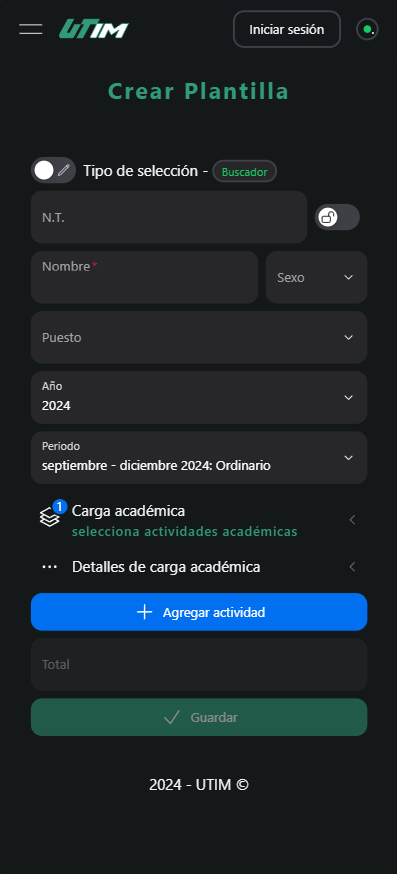 UTIM
Iniciar sesión
Crear Plantilla
Tipo de selección - Buscador
N.T.
Nombre*
Sexo
Puesto
Año
2024
Periodo
septiembre - diciembre 2024: Ordinario
1
Carga académica
selecciona actividades académicas
Detalles de carga académica
Agregar actividad
Total
Guardar
2024 - UTIM ©